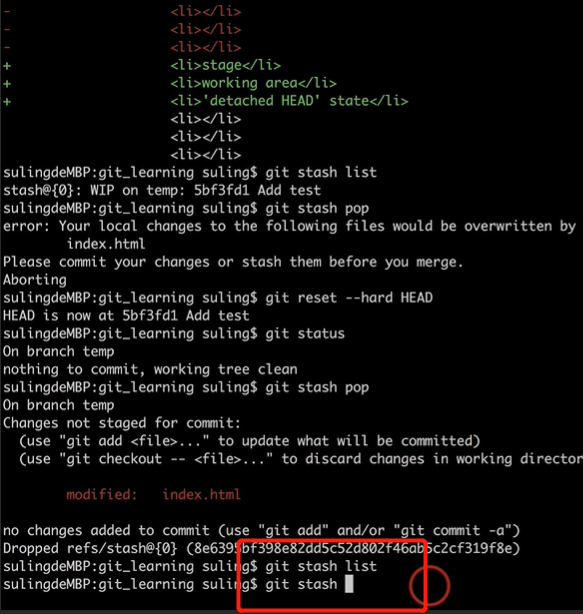 -                    <li></li>
-                    <li></li>
-                    <li></li>
+                    <li>stage</li>
+                    <li>working area</li>
+                    <li>'detached HEAD' state</li>
                     <li></li>
                     <li></li>
                     <li></li>
sulingdeMBP:git_learning suling$ git stash list
stash@{0}: WIP on temp: 5bf3fd1 Add test
sulingdeMBP:git_learning suling$ git stash pop
error: Your local changes to the following files would be overwritten by
        index.html
Please commit your changes or stash them before you merge.
Aborting
sulingdeMBP:git_learning suling$ git reset --hard HEAD
HEAD is now at 5bf3fd1 Add test
sulingdeMBP:git_learning suling$ git status
On branch temp
nothing to commit, working tree clean
sulingdeMBP:git_learning suling$ git stash pop
On branch temp
Changes not staged for commit:
  (use "git add <file>..." to update what will be committed)
  (use "git checkout -- <file>..." to discard changes in working director

        modified:   index.html

no changes added to commit (use "git add" and/or "git commit -a")
Dropped refs/stash@{0} (8e6395bf398e82dd5c52d802f46ab5c2cf319f8e)
sulingdeMBP:git_learning suling$ git stash list
sulingdeMBP:git_learning suling$ git stash